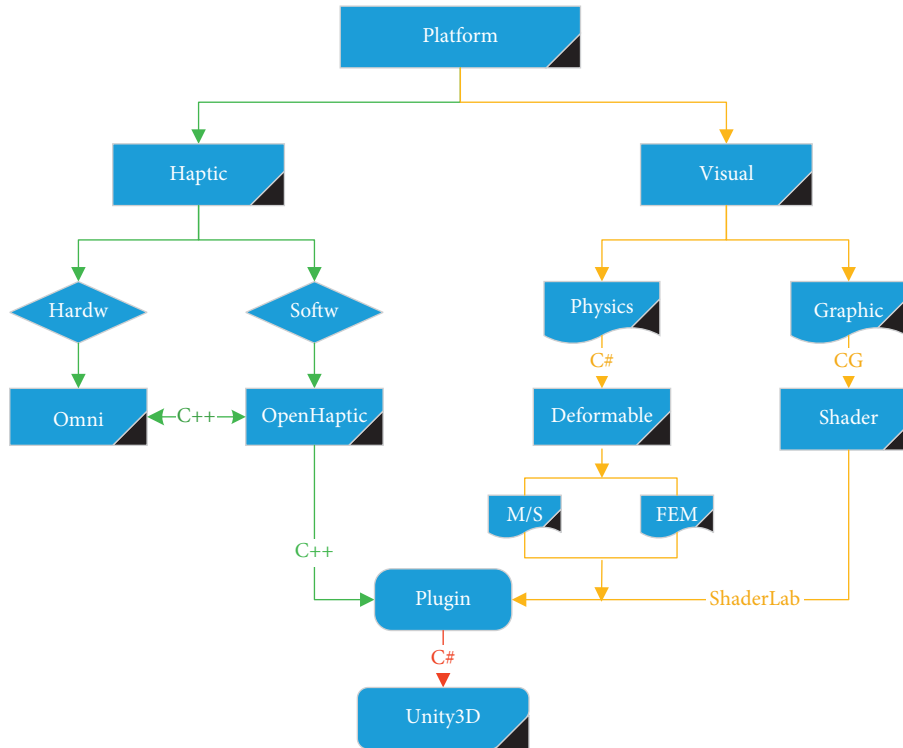 Platform
Haptic
Visual
Hardw
Softw
Physics
Graphic
C#
CG
Omni
C++
OpenHaptic
Deformable
Shader
M/S
FEM
C++
Plugin
ShaderLab
C#
Unity3D